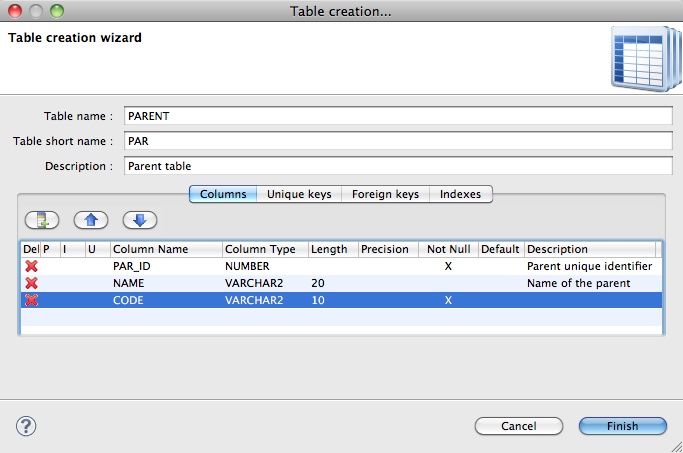 Table creation...
Table creation wizard
Table name : PARENT
Table short name : PAR
Description : Parent table
Columns Unique keys Foreign keys Indexes
Del P I U Column Name Column Type Length Precision Not Null Default Description
PAR_ID NUMBER X Parent unique identifier
NAME VARCHAR2 20 Name of the parent
CODE VARCHAR2 10 X
? Cancel Finish